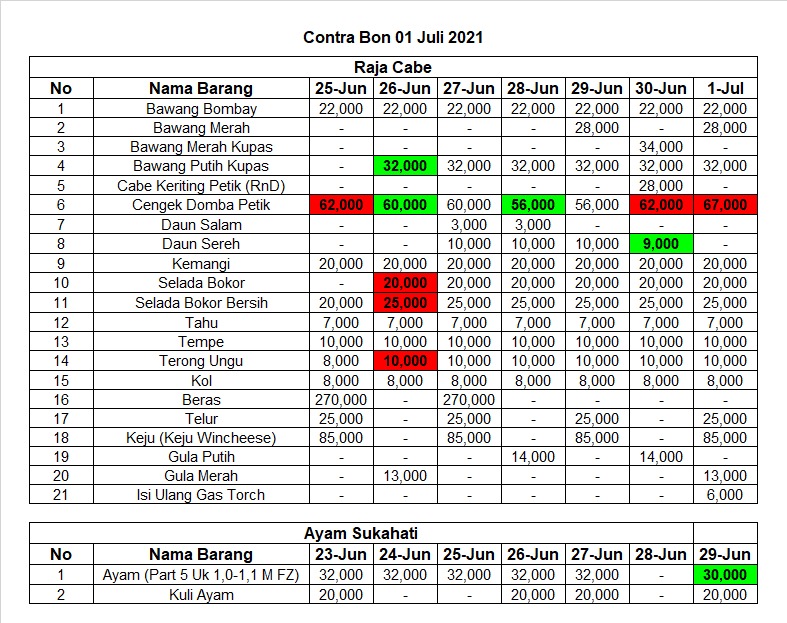 Contra Bon 01 Juli 2021
Raja Cabe
No Nama Barang 25-Jun 26-Jun 27-Jun 28-Jun 29-Jun 30-Jun 1-Jul
1 Bawang Bombay 22,000 22,000 22,000 22,000 22,000 22,000 22,000
2 Bawang Merah - - - - 28,000 - 28,000
3 Bawang Merah Kupas - - - - - 34,000 -
4 Bawang Putih Kupas - 32,000 32,000 32,000 32,000 32,000 32,000
5 Cabe Keriting Petik (RnD) - - - - - 28,000 -
6 Cengek Domba Petik 62,000 60,000 60,000 56,000 56,000 62,000 67,000
7 Daun Salam - - 3,000 3,000 - - -
8 Daun Sereh - - 10,000 10,000 10,000 9,000 -
9 Kemangi 20,000 20,000 20,000 20,000 20,000 20,000 20,000
10 Selada Bokor - 20,000 20,000 20,000 20,000 20,000 20,000
11 Selada Bokor Bersih 20,000 25,000 25,000 25,000 25,000 25,000 25,000
12 Tahu 7,000 7,000 7,000 7,000 7,000 7,000 7,000
13 Tempe 10,000 10,000 10,000 10,000 10,000 10,000 10,000
14 Terong Ungu 8,000 10,000 10,000 10,000 10,000 10,000 10,000
15 Kol 8,000 8,000 8,000 8,000 8,000 8,000 8,000
16 Beras 270,000 - 270,000 - - - -
17 Telur 25,000 - 25,000 - 25,000 - 25,000
18 Keju (Keju Wincheese) 85,000 - 85,000 - 85,000 - 85,000
19 Gula Putih - - - 14,000 - 14,000 -
20 Gula Merah - 13,000 - - - - 13,000
21 Isi Ulang Gas Torch - - - - - - 6,000
Ayam Sukahati
No Nama Barang 23-Jun 24-Jun 25-Jun 26-Jun 27-Jun 28-Jun 29-Jun
1 Ayam (Part 5 Uk 1,0-1,1 M FZ) 32,000 32,000 32,000 32,000 32,000 - 30,000
2 Kuli Ayam 20,000 - - 20,000 20,000 - 20,000